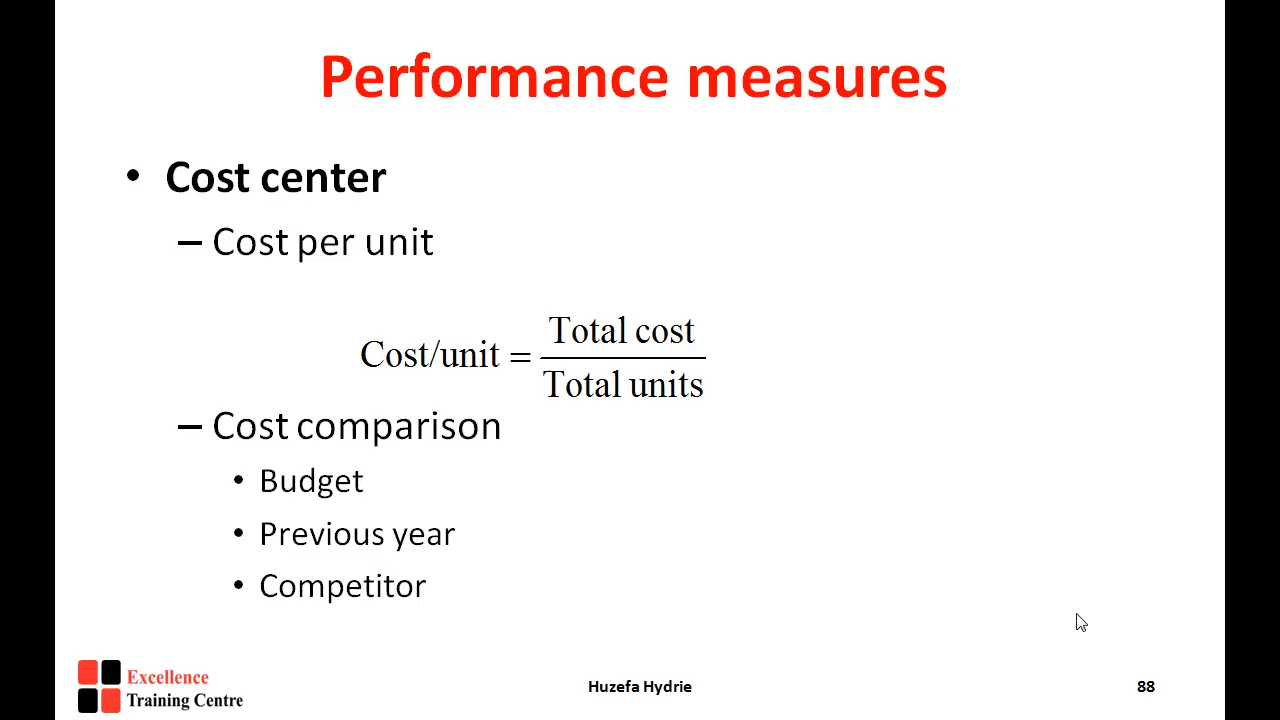 Performance measures
• Cost center
– Cost per unit
Cost/unit = Total cost / Total units
– Cost comparison
• Budget
• Previous year
• Competitor
Excellence
Training Centre
Huzefa Hydrie
88